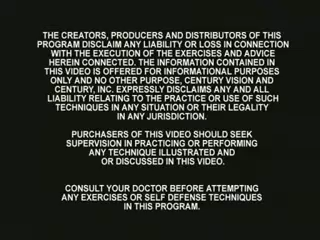 THE CREATORS, PRODUCERS AND DISTRIBUTORS OF THIS
PROGRAM DISCLAIM ANY LIABILITY OR LOSS IN CONNECTION
WITH THE EXECUTION OF THE EXERCISES AND ADVICE
HEREIN CONNECTED. THE INFORMATION CONTAINED IN
THIS VIDEO IS OFFERED FOR INFORMATIONAL PURPOSES
ONLY AND NO OTHER PURPOSE, CENTURY VISION AND
CENTURY, INC. EXPRESSLY DISCLAIMS ANY AND ALL
LIABILITY RELATING TO THE PRACTICE OR USE OF SUCH
TECHNIQUES IN ANY SITUATION OR THEIR LEGALITY
IN ANY JURISDICTION.
PURCHASERS OF THIS VIDEO SHOULD SEEK
SUPERVISION IN PRACTICING OR PERFORMING
ANY TECHNIQUE ILLUSTRATED AND
OR DISCUSSED IN THIS VIDEO.
CONSULT YOUR DOCTOR BEFORE ATTEMPTING
ANY EXERCISES OR SELF DEFENSE TECHNIQUES
IN THIS PROGRAM.